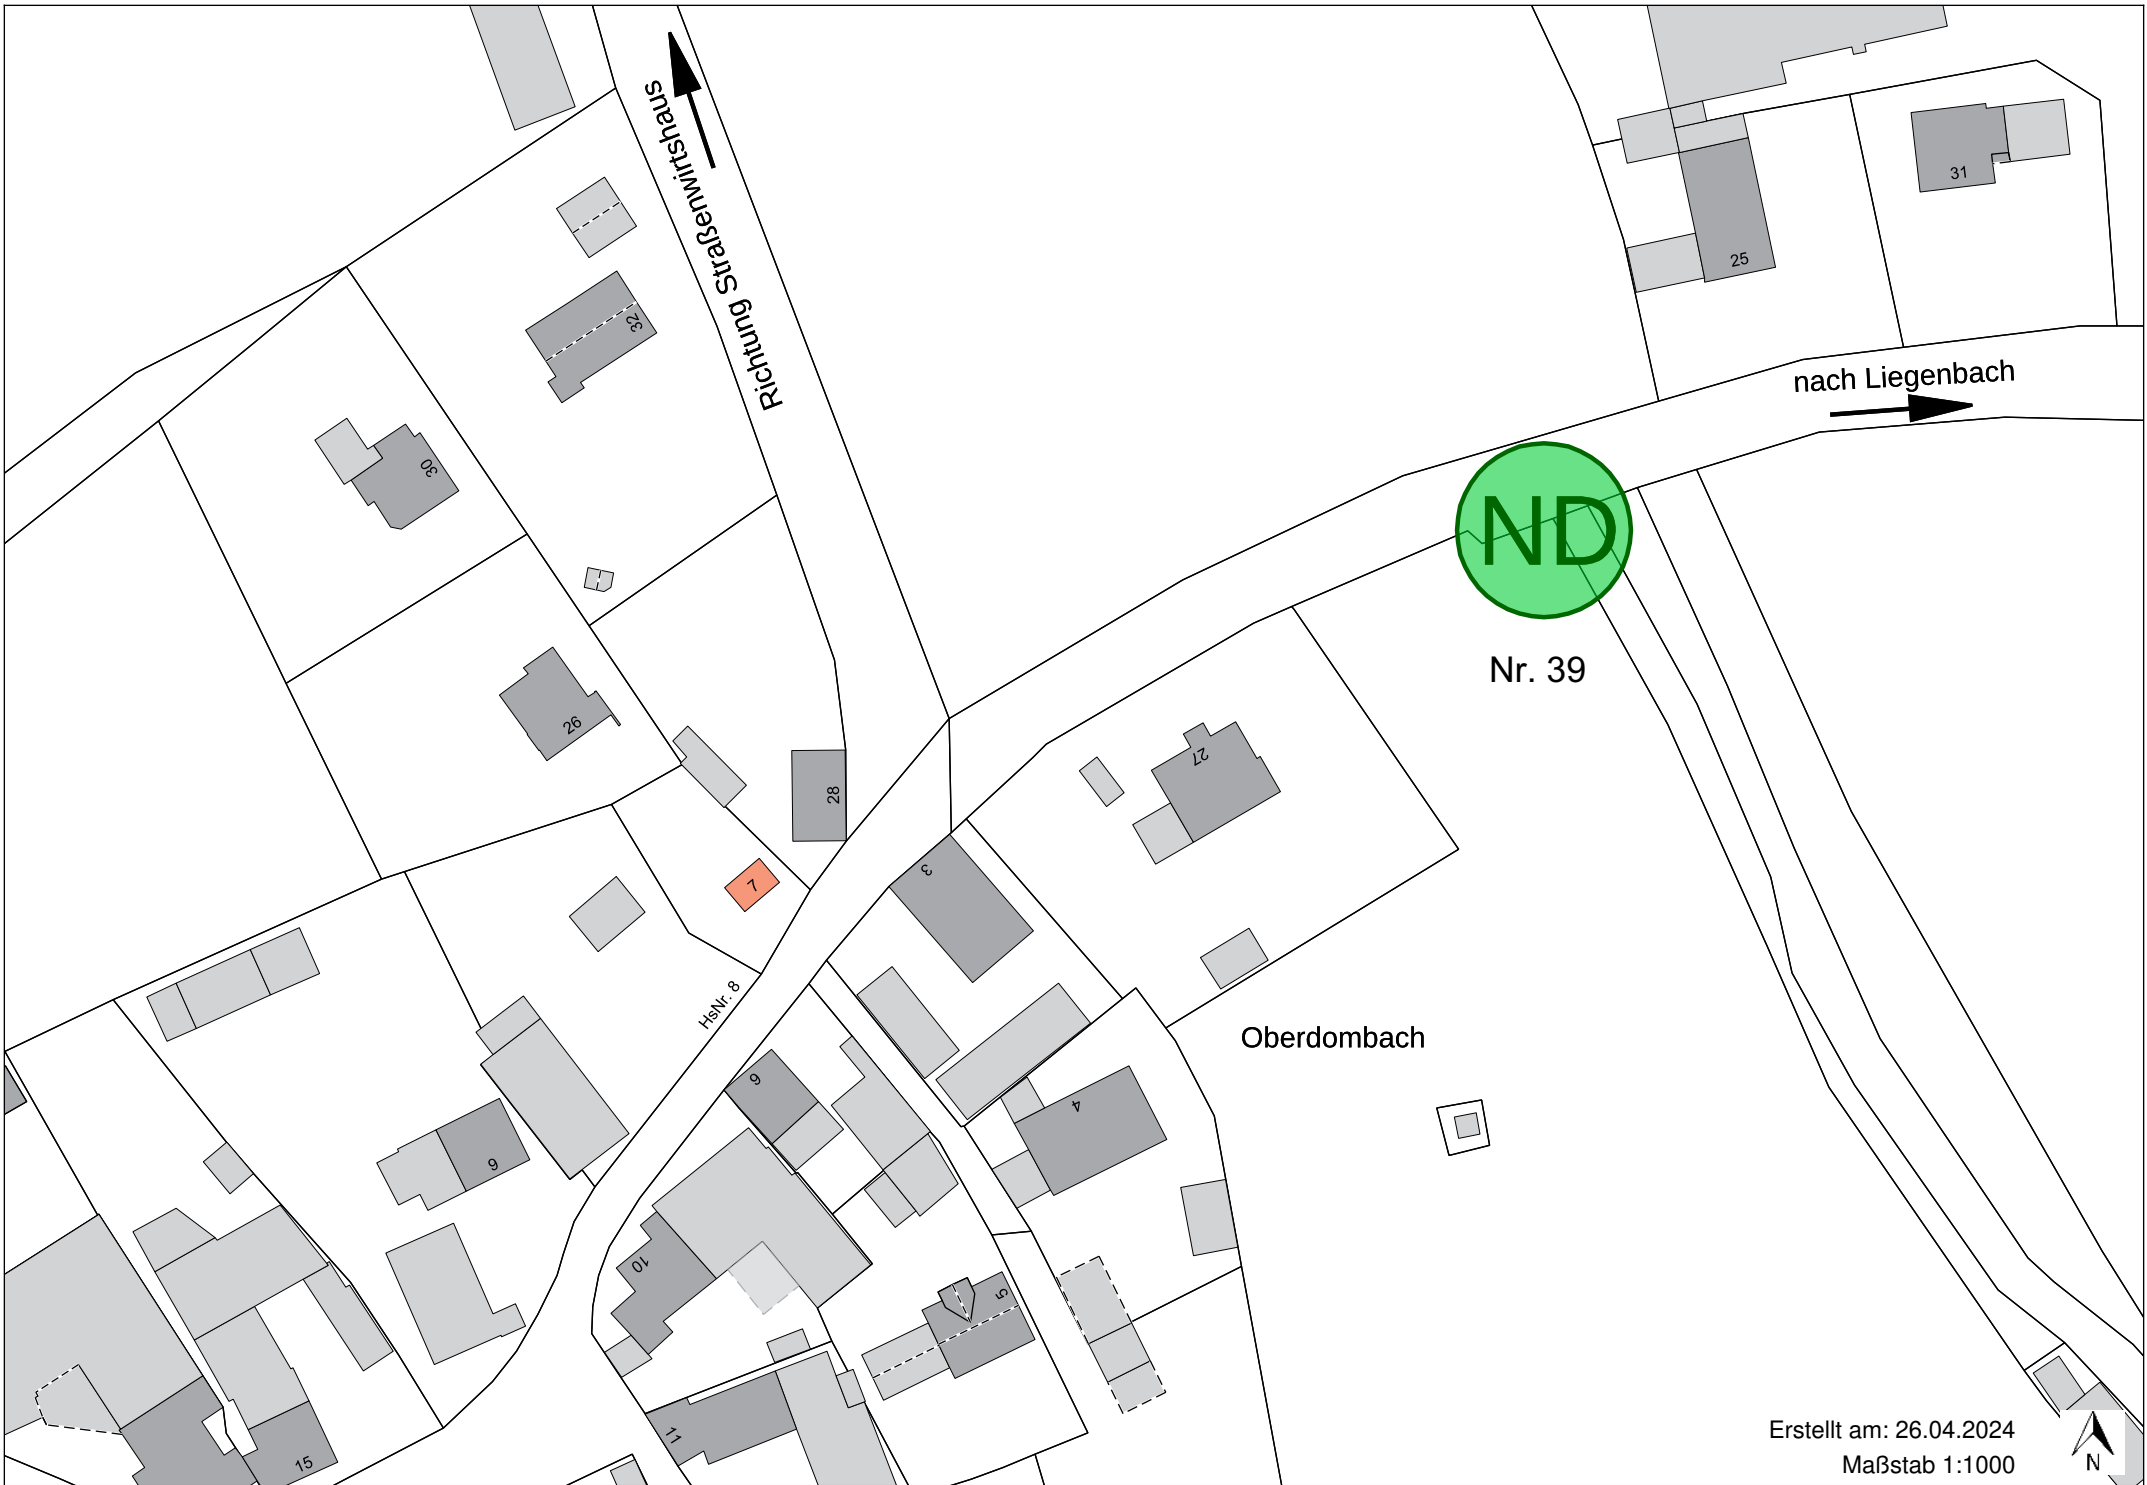 Richtung Straßenwirtshaus
31
25
32
nach Liegenbach
30
ND
Nr. 39
26
27
28
3
7
HsNr. 8
Oberdombach
9
4
9
10
5
11
15
Erstellt am: 26.04.2024
Maßstab 1:1000
N